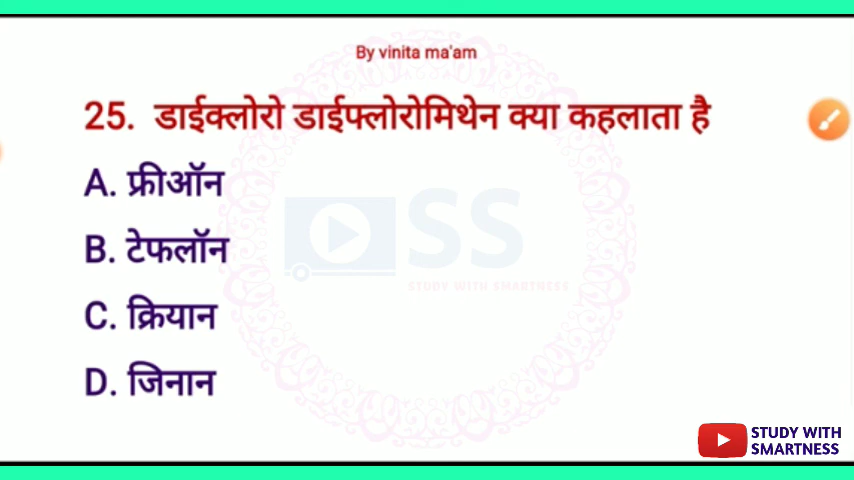 By vinita ma'am
25. डाईक्लोरो डाईफ्लोरोमिथेन क्या कहलाता है
A. फ्रीऑन
B. टेफलॉन
C. क्रियान
D. जिनान
SS
STUDY WITH SMARTNESS
STUDY WITH
SMARTNESS